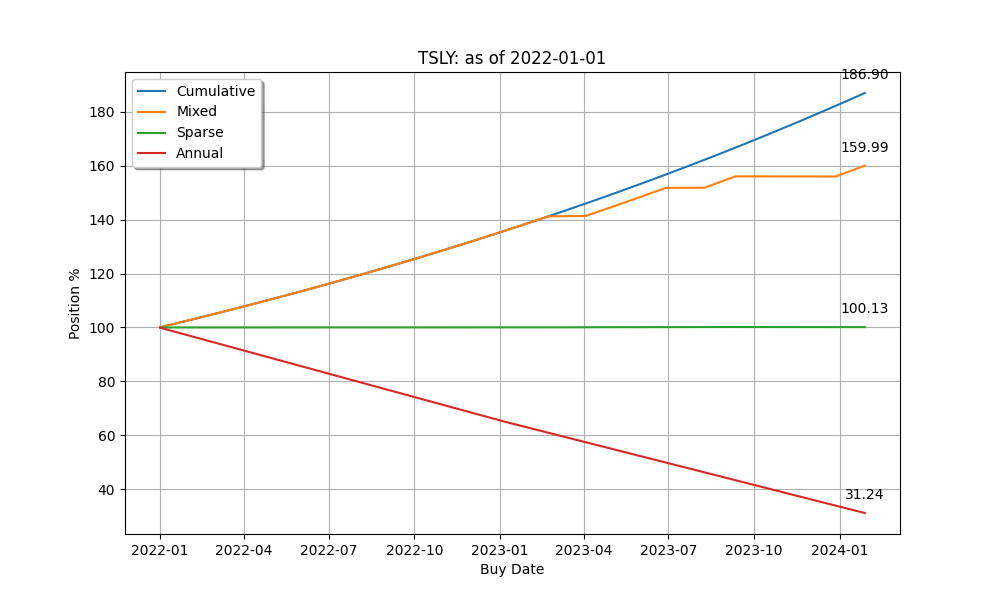 TSLY: as of 2022-01-01
Cumulative
Mixed
Sparse
Annual
186.90
159.99
100.13
31.24
180
160
140
120
100
80
60
40
Position %
2022-01 2022-04 2022-07 2022-10 2023-01 2023-04 2023-07 2023-10 2024-01
Buy Date